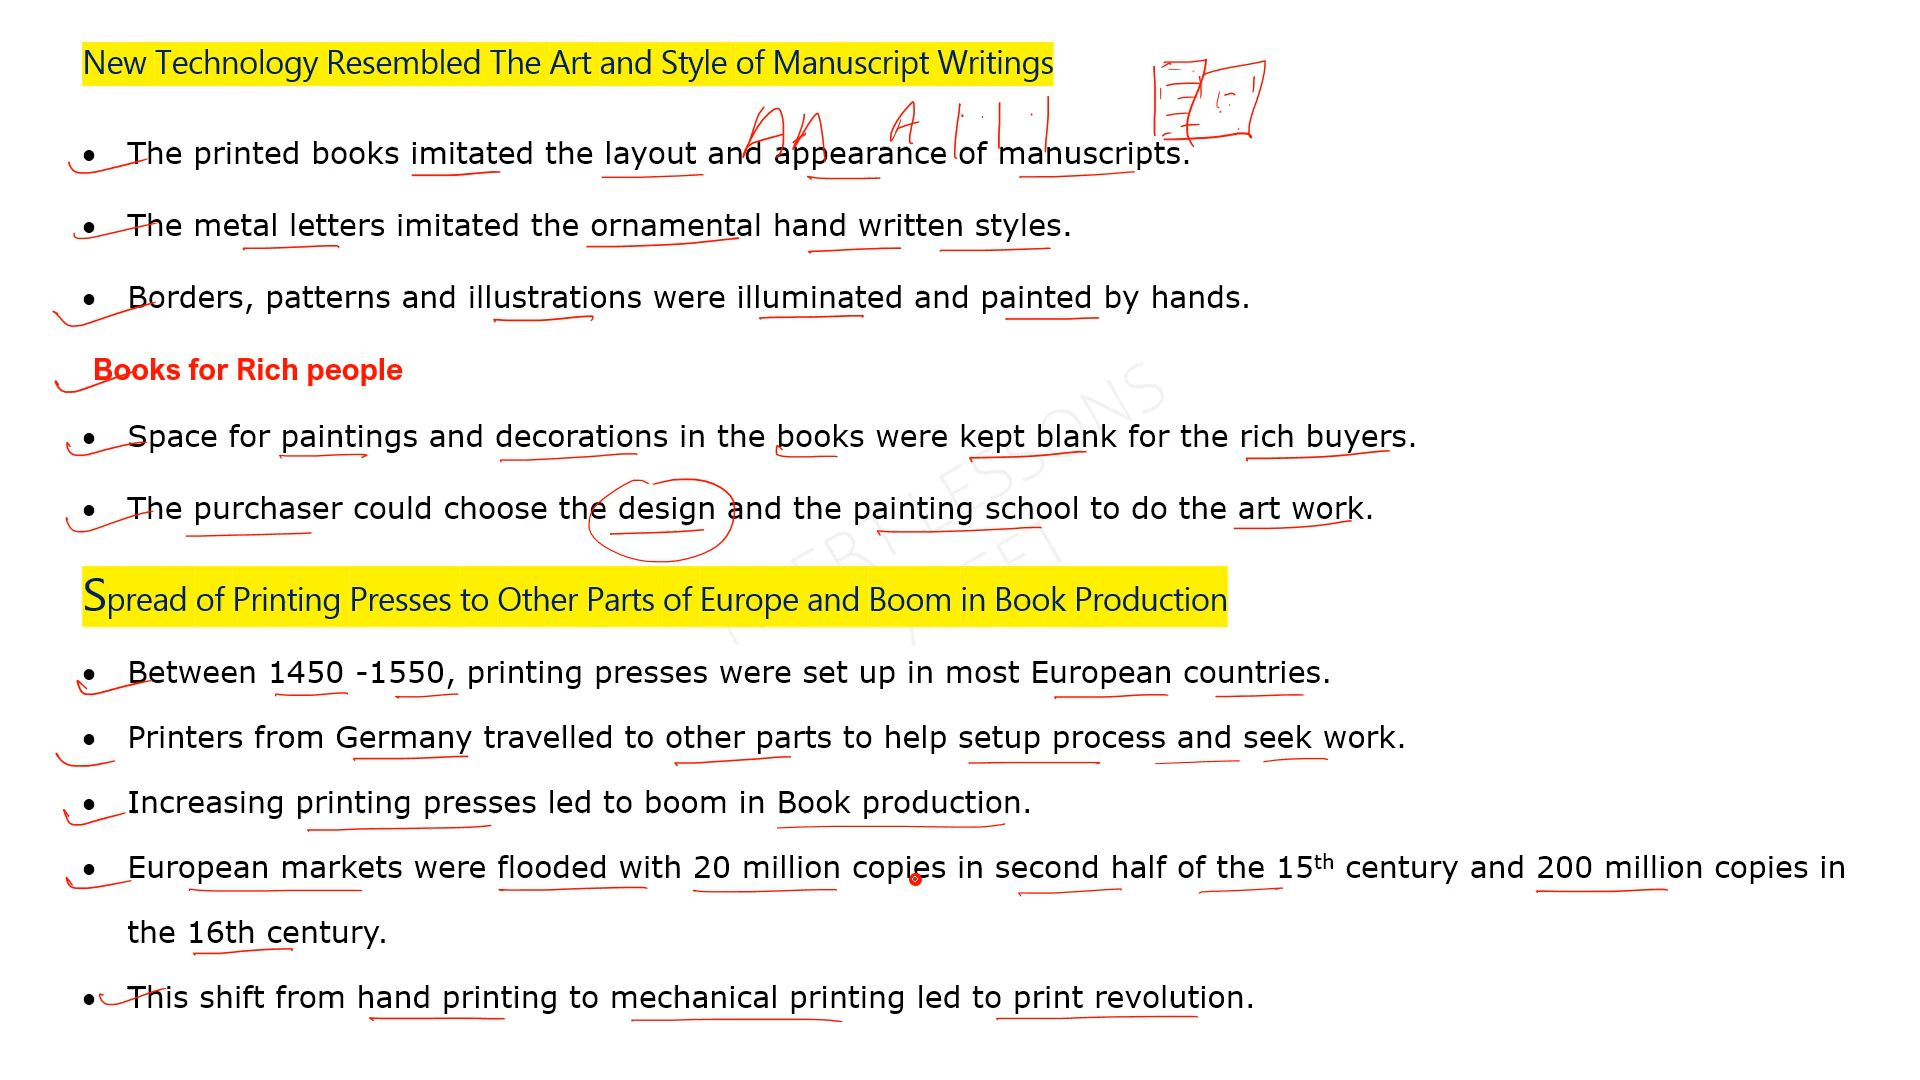 New Technology Resembled The Art and Style of Manuscript Writings
A A A
• The printed books imitated the layout and appearance of manuscripts.
• The metal letters imitated the ornamental hand written styles.
• Borders, patterns and illustrations were illuminated and painted by hands.
Books for Rich people
• Space for paintings and decorations in the books were kept blank for the rich buyers.
• The purchaser could choose the design and the painting school to do the art work.
Spread of Printing Presses to Other Parts of Europe and Boom in Book Production
• Between 1450 -1550, printing presses were set up in most European countries.
• Printers from Germany travelled to other parts to help setup process and seek work.
• Increasing printing presses led to boom in Book production.
• European markets were flooded with 20 million copies in second half of the 15th century and 200 million copies in
the 16th century.
• This shift from hand printing to mechanical printing led to print revolution.
LESSONS